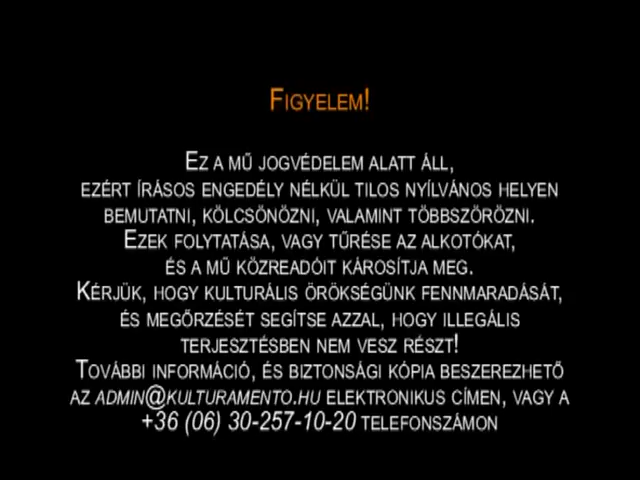 Figyelem!
Ez a mű jogvédelem alatt áll,
ezért írásos engedély nélkül tilos nyílvános helyen
bemutatni, kölcsönözni, valamint többszörözni.
Ezek folytatása, vagy tűrése az alkotókat,
és a mű közreadóit károsítja meg.
Kérjük, hogy kulturális örökségünk fennmaradását,
és megőrzését segítse azzal, hogy illegális
terjesztésben nem vesz részt!
További információ, és biztonsági kópia beszerezhető
az admin@kulturamento.hu elektronikus címen, vagy a
+36 (06) 30-257-10-20 telefonszámon